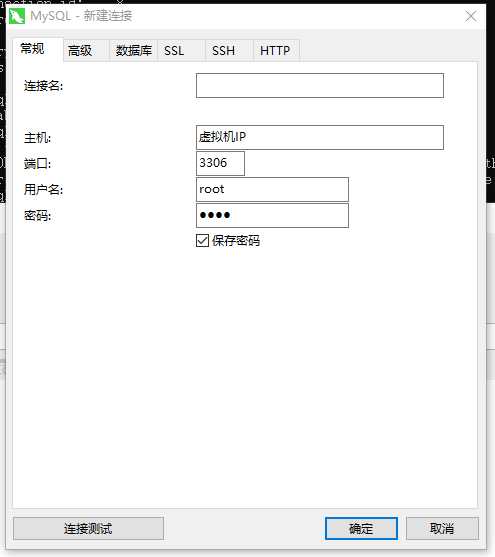 MySQL - 新建连接
常规 高级 数据库 SSL SSH HTTP
连接名:
主机: 虚拟机IP
端口: 3306
用户名: root
密码: ●●●●
保存密码
连接测试 确定 取消